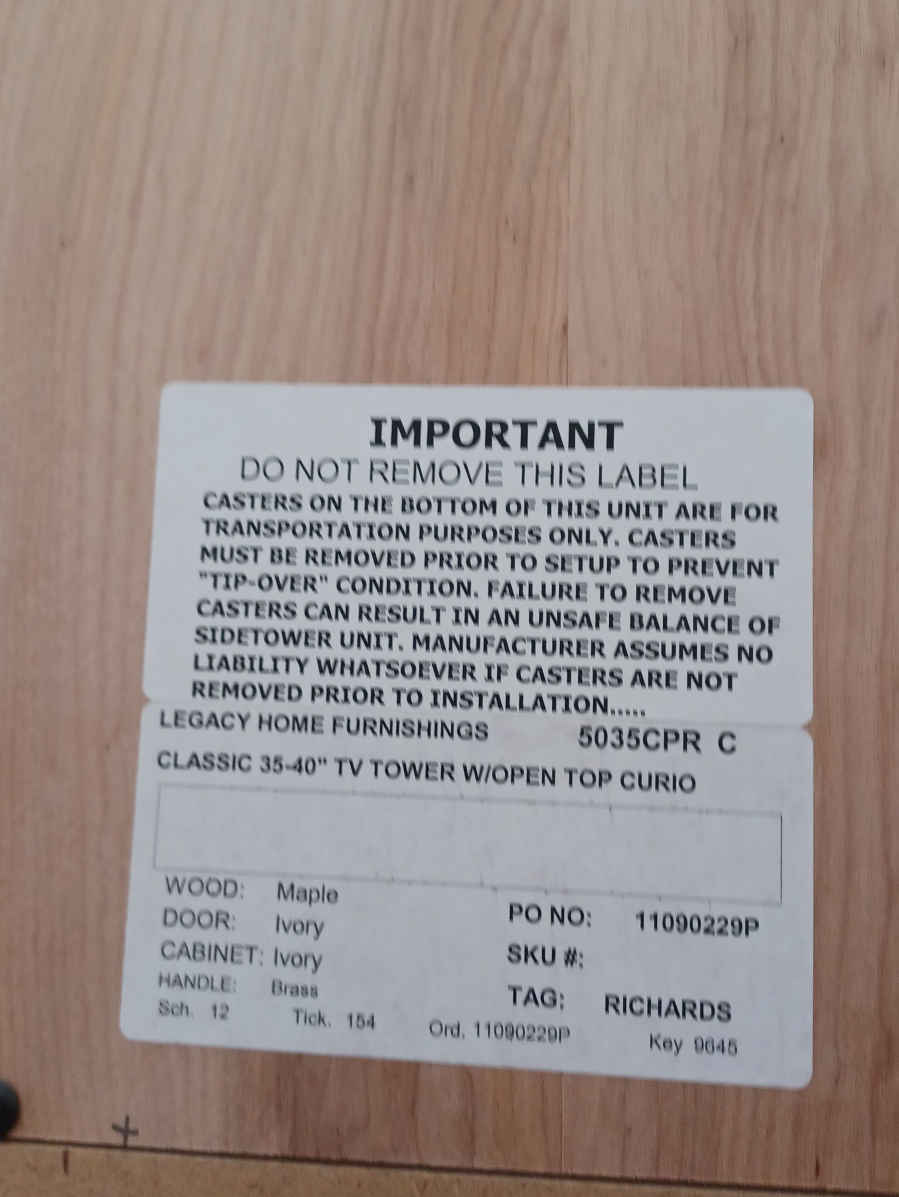 IMPORTANT
DO NOT REMOVE THIS LABEL
CASTERS ON THE BOTTOM OF THIS UNIT ARE FOR
TRANSPORTATION PURPOSES ONLY. CASTERS
MUST BE REMOVED PRIOR TO SETUP TO PREVENT
"TIP-OVER" CONDITION. FAILURE TO REMOVE
CASTERS CAN RESULT IN AN UNSAFE BALANCE OF
SIDETOWER UNIT. MANUFACTURER ASSUMES NO
LIABILITY WHATSOEVER IF CASTERS ARE NOT
REMOVED PRIOR TO INSTALLATION.....
LEGACY HOME FURNISHINGS 5035CPR C
CLASSIC 35-40" TV TOWER W/OPEN TOP CURIO
WOOD: Maple
DOOR: Ivory
CABINET: Ivory
HANDLE: Brass
PO NO: 11090229P
SKU #:
TAG: RICHARDS
Sch. 12 Tick. 154 Ord. 11090229P Key 9645